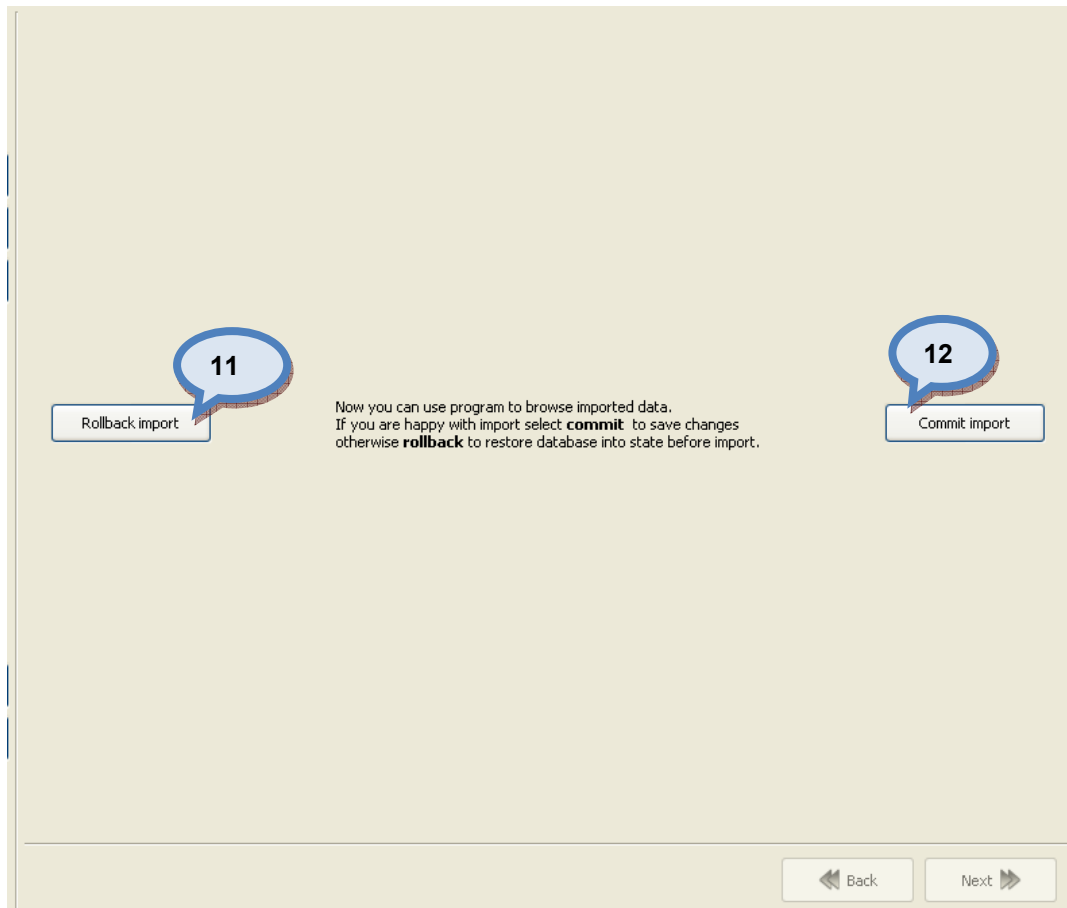 11
12
Rollback import
Now you can use program to browse imported data.
If you are happy with import select commit to save changes
otherwise rollback to restore database into state before import.
Commit import
Back
Next